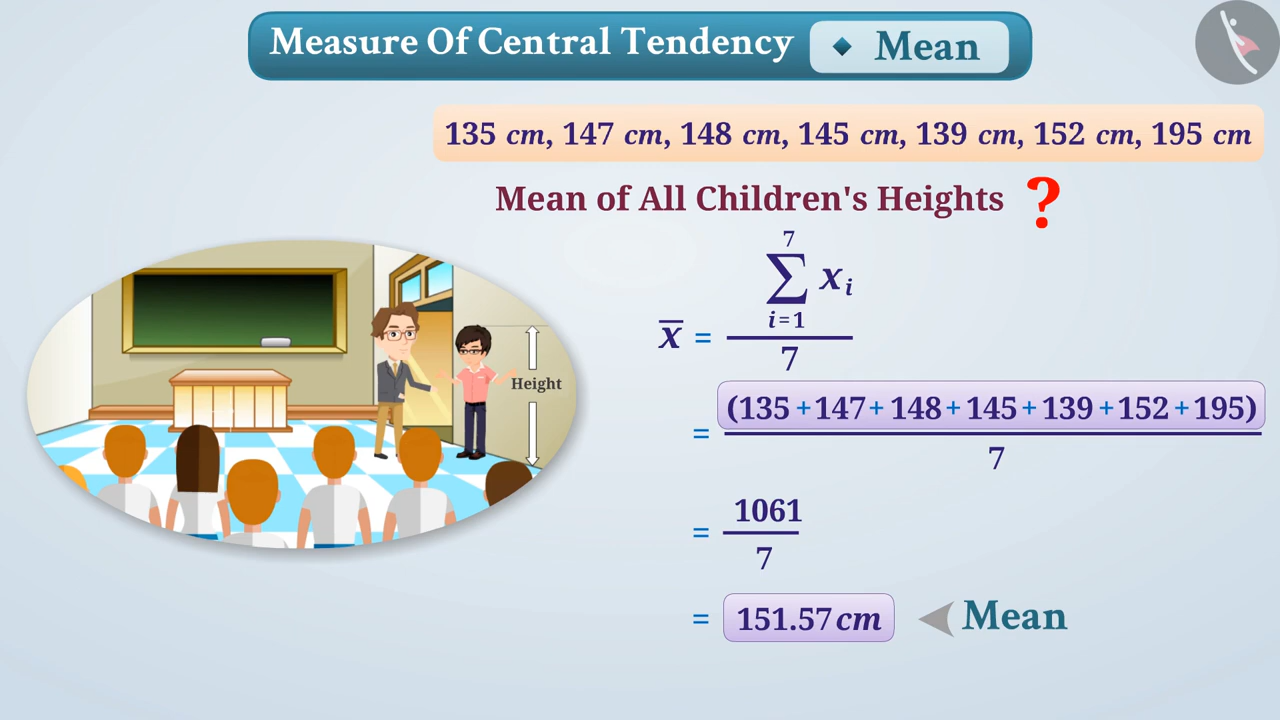 Measure Of Central Tendency ◆ Mean
135 cm, 147 cm, 148 cm, 145 cm, 139 cm, 152 cm, 195 cm
Mean of All Children's Heights ?
7
∑ xᵢ
i=1
x̅ =
7
Height
= (135+147+148+145+139+152+195)
7
= 1061
7
= 151.57 cm ◀ Mean